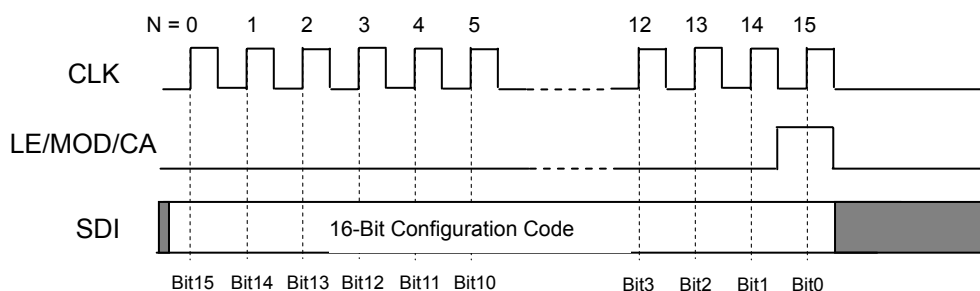 N = 0 1 2 3 4 5 12 13 14 15
CLK
LE/MOD/CA
SDI 16-Bit Configuration Code
Bit15 Bit14 Bit13 Bit12 Bit11 Bit10 Bit3 Bit2 Bit1 Bit0